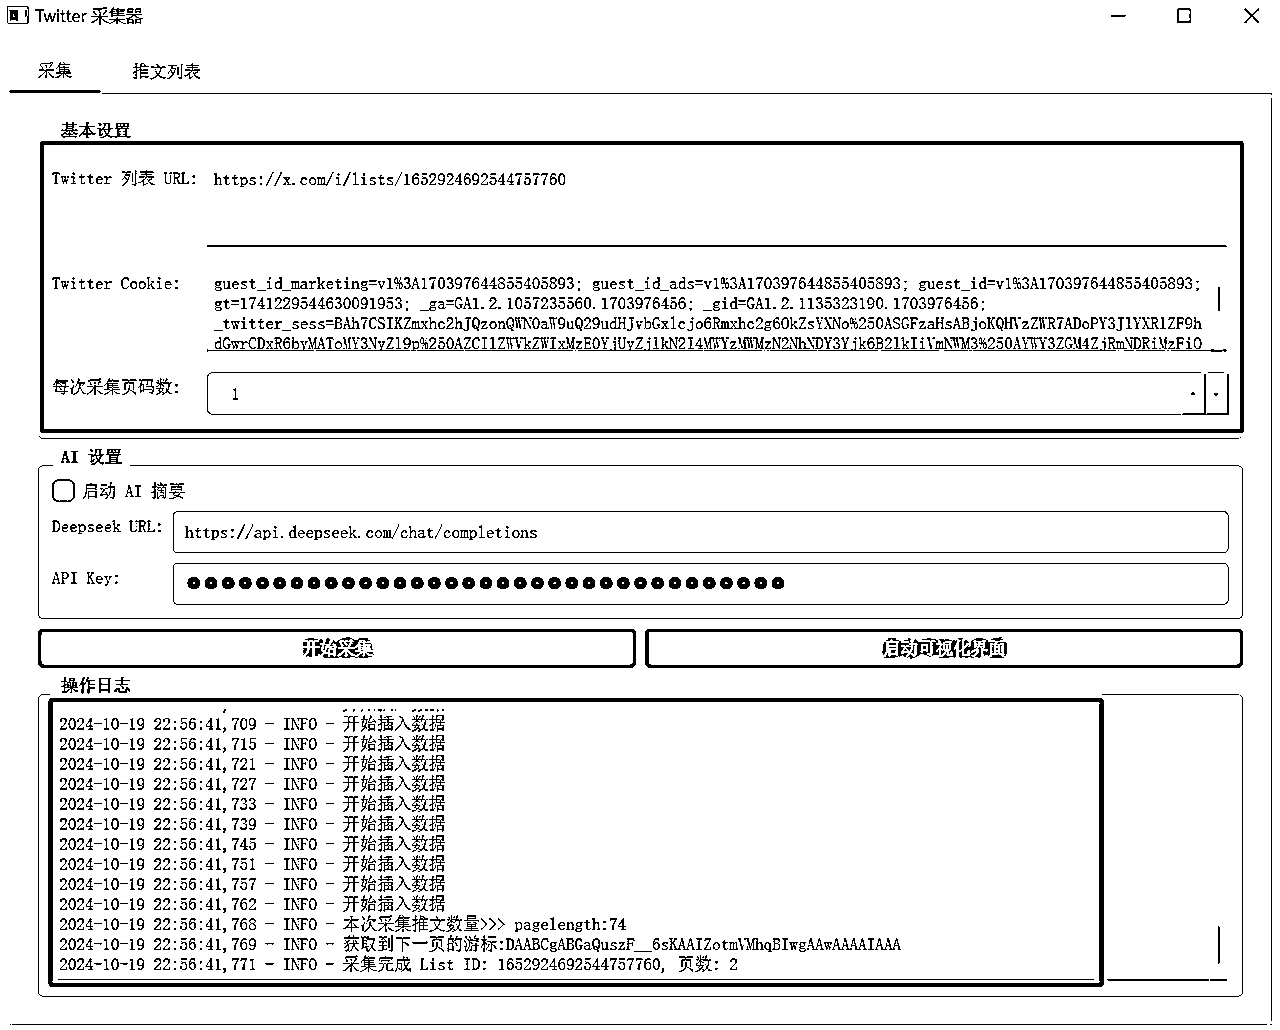 Twitter 采集器
采集 推文列表
基本设置
Twitter 列表 URL: https://x.com/i/lists/1652924692544757760
Twitter Cookie: guest_id_marketing=v1%3A170397644855405893; guest_id_ads=v1%3A170397644855405893; guest_id=v1%3A170397644855405893;
gt=1741229544630091953; _ga=GA1.2.1057235560.1703976456; _gid=GA1.2.1135323190.1703976456;
每次采集页码数: 1
AI 设置
启动 AI 摘要
Deepseek URL: https://api.deepseek.com/chat/completions
API Key:
开始采集 启动可视化界面
操作日志
2024-10-19 22:56:41,709 - INFO - 开始插入数据
2024-10-19 22:56:41,715 - INFO - 开始插入数据
2024-10-19 22:56:41,721 - INFO - 开始插入数据
2024-10-19 22:56:41,727 - INFO - 开始插入数据
2024-10-19 22:56:41,733 - INFO - 开始插入数据
2024-10-19 22:56:41,739 - INFO - 开始插入数据
2024-10-19 22:56:41,745 - INFO - 开始插入数据
2024-10-19 22:56:41,751 - INFO - 开始插入数据
2024-10-19 22:56:41,757 - INFO - 开始插入数据
2024-10-19 22:56:41,762 - INFO - 开始插入数据
2024-10-19 22:56:41,768 - INFO - 本次采集推文数量>>> pagelength:74
2024-10-19 22:56:41,769 - INFO - 获取到下一页的游标:DAABCgABGaQuszF__6sKAAIZotmVMhqBIwgAAwAAAAIAAA
2024-10-19 22:56:41,771 - INFO - 采集完成 List ID: 1652924692544757760, 页数: 2